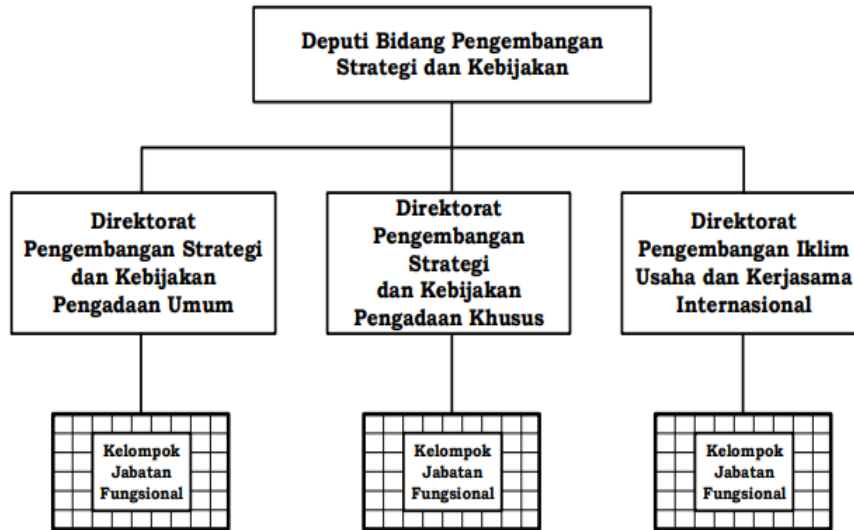 Deputi Bidang Pengembangan
Strategi dan Kebijakan
Direktorat
Pengembangan Strategi
dan Kebijakan
Pengadaan Umum
Direktorat
Pengembangan
Strategi
dan Kebijakan
Pengadaan Khusus
Direktorat
Pengembangan Iklim
Usaha dan Kerjasama
Internasional
Kelompok
Jabatan
Fungsional
Kelompok
Jabatan
Fungsional
Kelompok
Jabatan
Fungsional